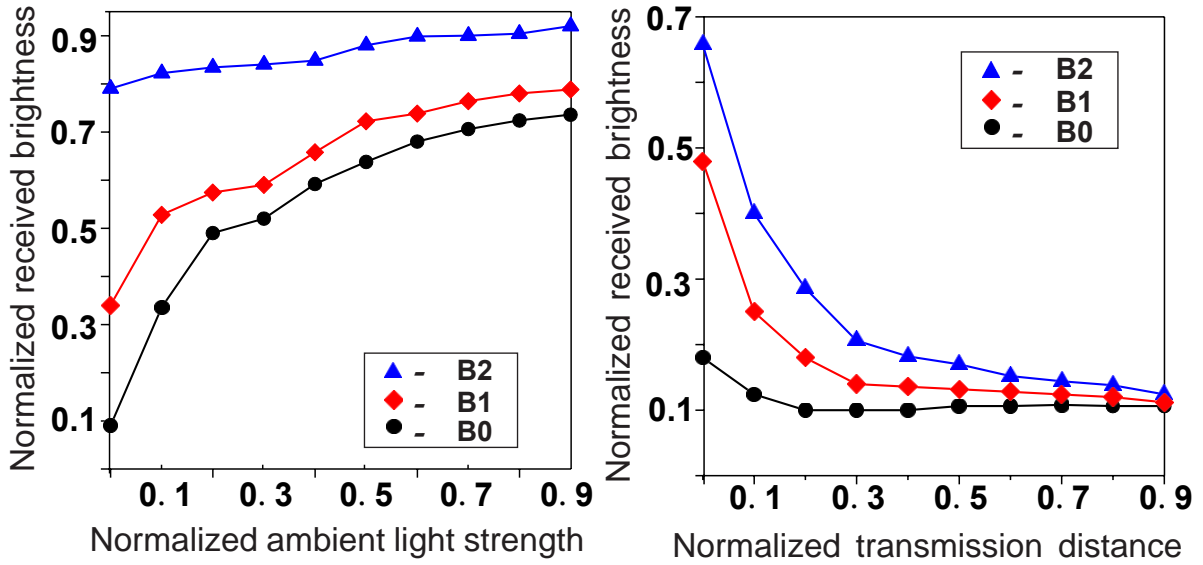 Normalized received brightness
0.9
0.7
0.5
0.3
0.1
- B2
- B1
- B0
0. 1 0. 3 0. 5 0. 7 0. 9
Normalized ambient light strength
Normalized received brightness
0.7
0.5
0.3
0.1
- B2
- B1
- B0
0. 1 0. 3 0. 5 0. 7 0. 9
Normalized transmission distance